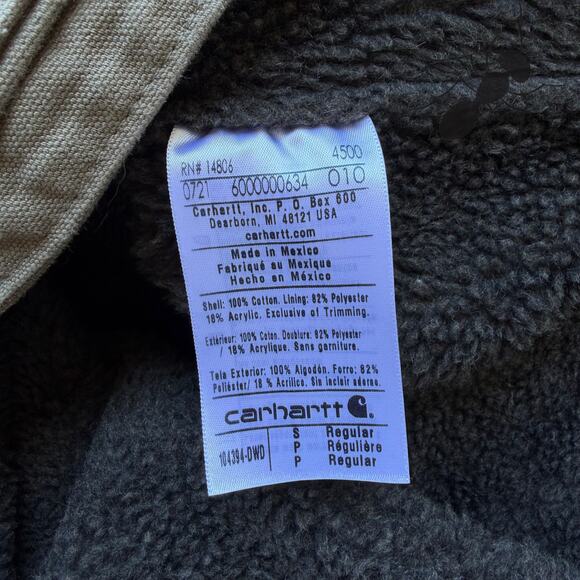 RN# 14806 4500
0721 6000000634 010
Carhartt, Inc. P. O. Box 600
Dearborn, MI 48121 USA
carhartt.com
Made in Mexico
Fabriqué au Mexique
Hecho en México
Shell: 100% Cotton. Lining: 82% Polyester
18% Acrylic. Exclusive of Trimming.
Extérieur: 100% Coton. Doublure: 82% Polyester
/ 18% Acrylique. Sans garniture.
Tela Exterior: 100% Algodón. Forro: 82%
Poliéster/ 18 % Acrílico. Sin incluir adorno.
carhartt
104394-DWD S Regular
P Régulière
P Regular